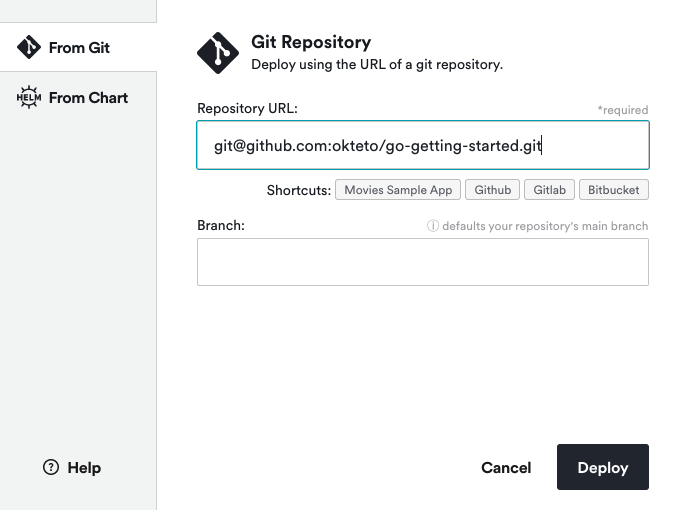 From Git
HELM From Chart
Help
Git Repository
Deploy using the URL of a git repository.
Repository URL: *required
git@github.com:okteto/go-getting-started.git
Shortcuts: Movies Sample App Github Gitlab Bitbucket
Branch: ⓘ defaults your repository's main branch
Cancel Deploy